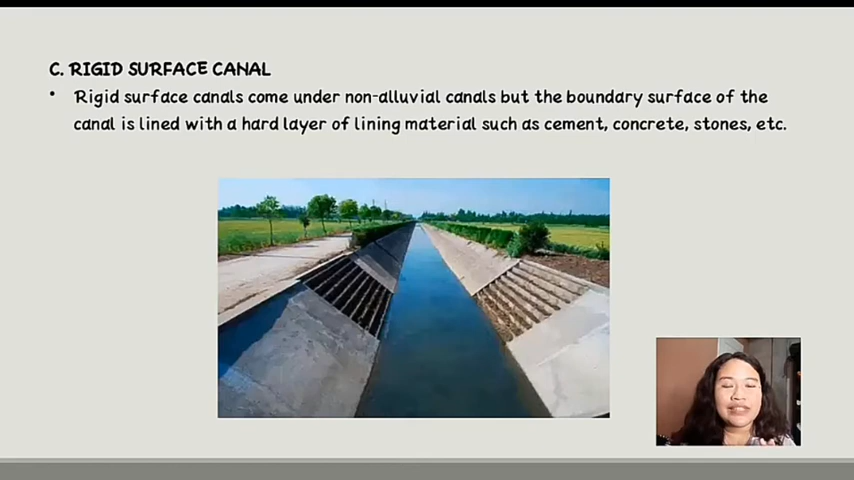 C. RIGID SURFACE CANAL
• Rigid surface canals come under non-alluvial canals but the boundary surface of the
canal is lined with a hard layer of lining material such as cement, concrete, stones, etc.